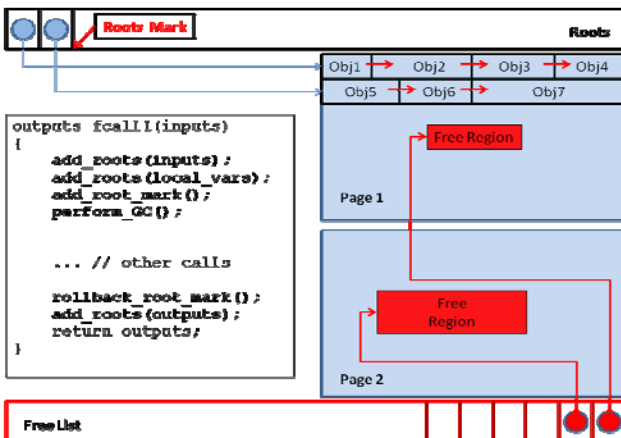 Roots Mark
Roots
Obj1 Obj2 Obj3 Obj4
Obj5 Obj6 Obj7
Free Region
Page 1
outputs fcalll(inputs)
{
add_roots(inputs);
add_roots(local_vars);
add_root_mark();
perform_GC();
... // other calls
rollback_root_mark();
add_roots(outputs);
return outputs;
}
Free
Region
Page 2
Free List